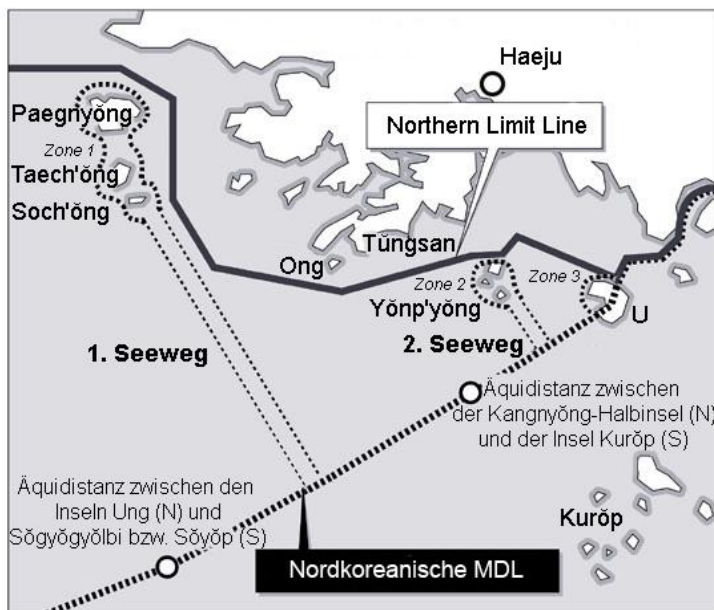 Haeju
Paegnyŏng
Northern Limit Line
Zone 1
Taech'ŏng
Soch'ŏng
Tŭngsan
Ong
Zone 2
Zone 3
Yŏnp'yŏng
U
1. Seeweg
2. Seeweg
Äquidistanz zwischen
der Kangnyŏng-Halbinsel (N)
und der Insel Kurŏp (S)
Äquidistanz zwischen den
Inseln Ung (N) und
Sŏgyŏgyŏlbi bzw. Sŏyŏp (S)
Kurŏp
Nordkoreanische MDL